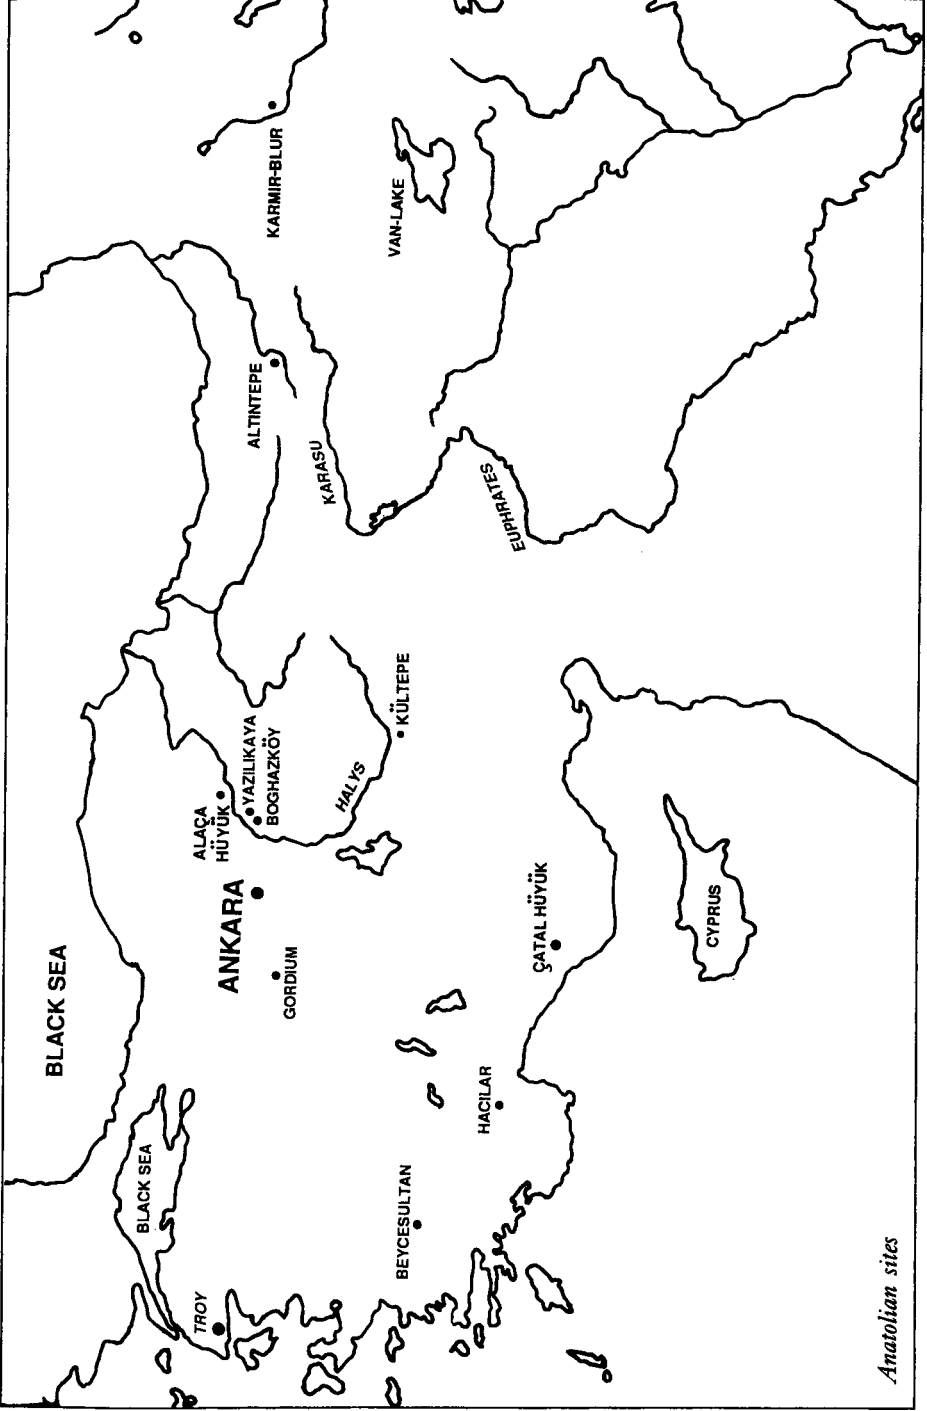 BLACK SEA
BLACK SEA
TROY
ANKARA
GORDIUM
ALAÇA
HÜYÜK
YAZILIKAYA
BOGHAZKÖY
HALYS
KÜLTEPE
ALTINTEPE
KARASU
EUPHRATES
KARMIR-BLUR
VAN-LAKE
BEYCESULTAN
HACILAR
ÇATAL HÜYÜK
CYPRUS
Anatolian sites